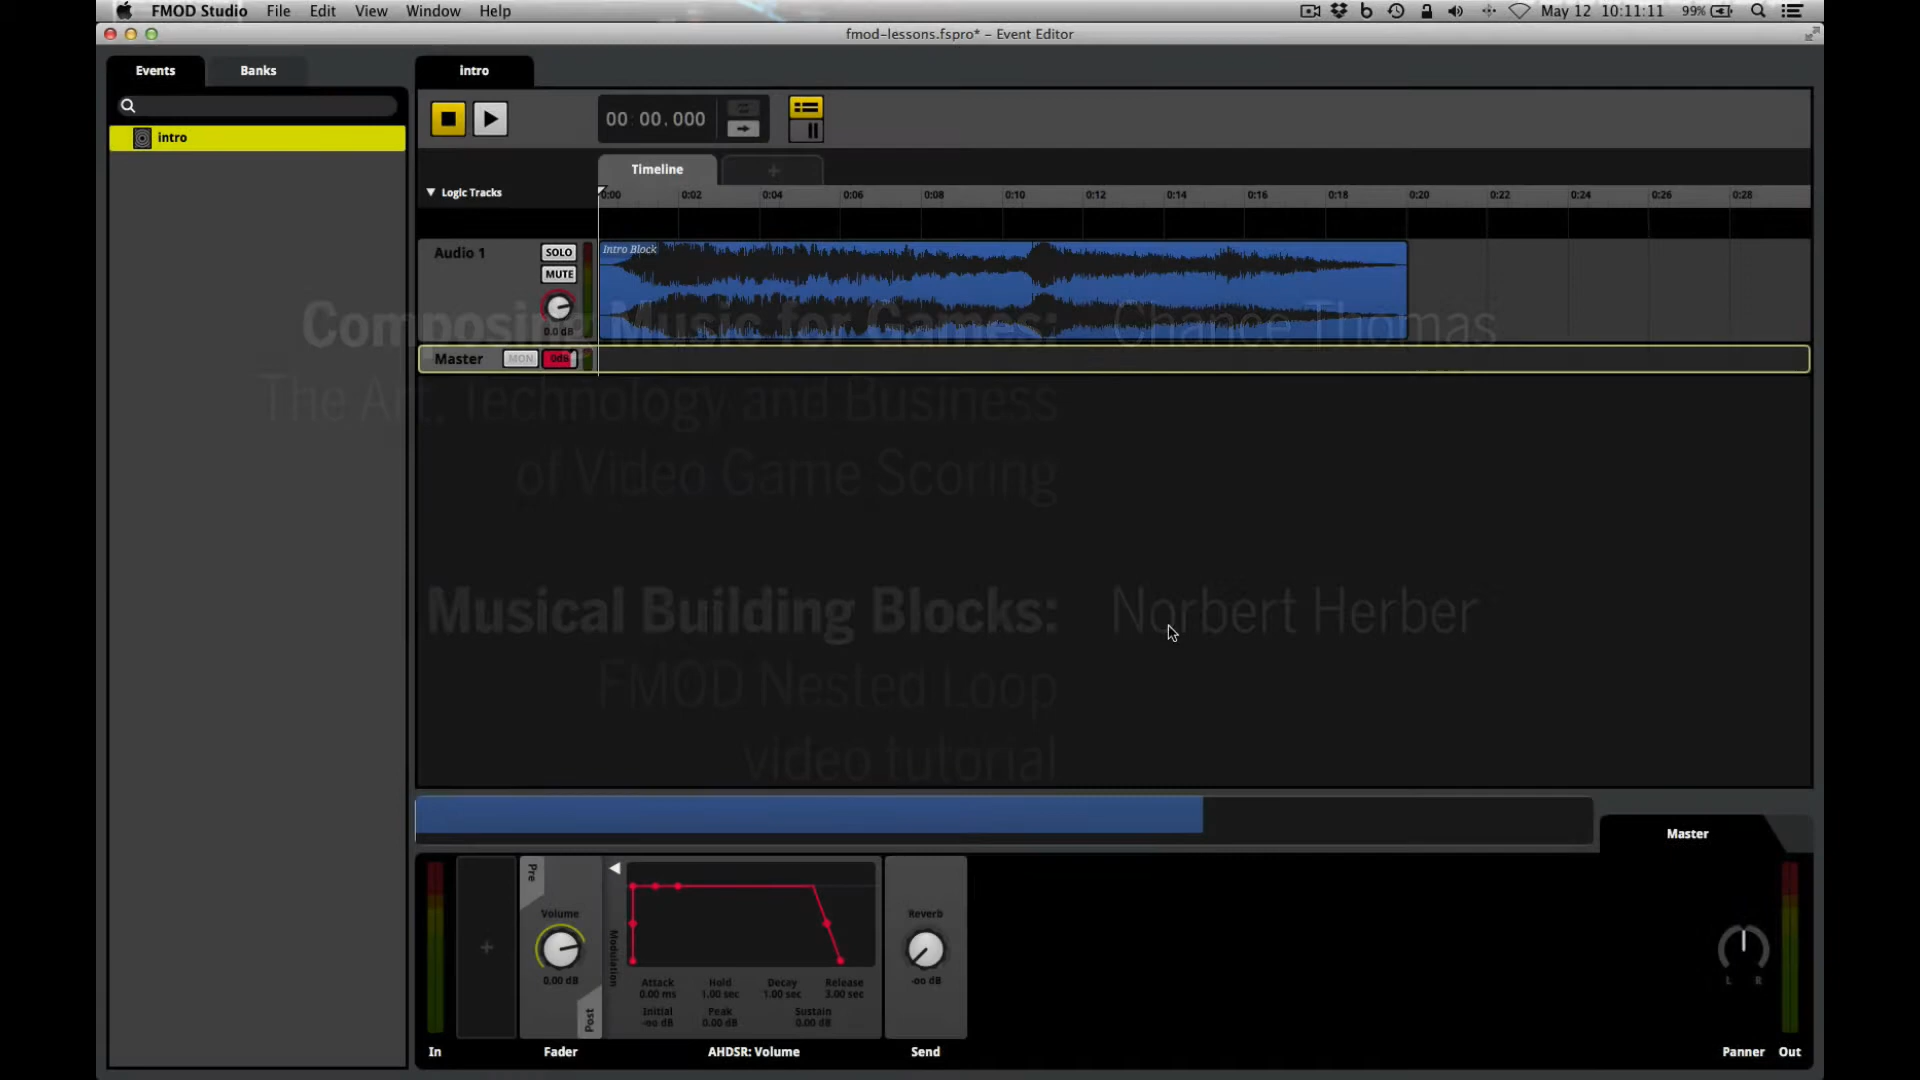 FMOD Studio File Edit View Window Help May 12 10:11:11 99%
fmod-lessons.fspro* – Event Editor
Events Banks intro
intro
00 00.000
Timeline +
Logic Tracks 0:00 0:02 0:04 0:06 0:08 0:10 0:12 0:14 0:16 0:18 0:20 0:22 0:24 0:26 0:28
Audio 1 SOLO Intro Block
MUTE
0.0 dB
Master MON 0dB
Composing Music for Games: Chance Thomas
The Art, Technology and Business
of Video Game Scoring
Musical Building Blocks: Norbert Herber
FMOD Nested Loop
video tutorial
Master
Pre
Volume
0.00 dB
Post
Modulation
Attack Hold Decay Release
0.00 ms 1.00 sec 1.00 sec 3.00 sec
Initial Peak Sustain
-oo dB 0.00 dB 0.00 dB
Reverb
-oo dB
L R
In Fader AHDSR: Volume Send Panner Out